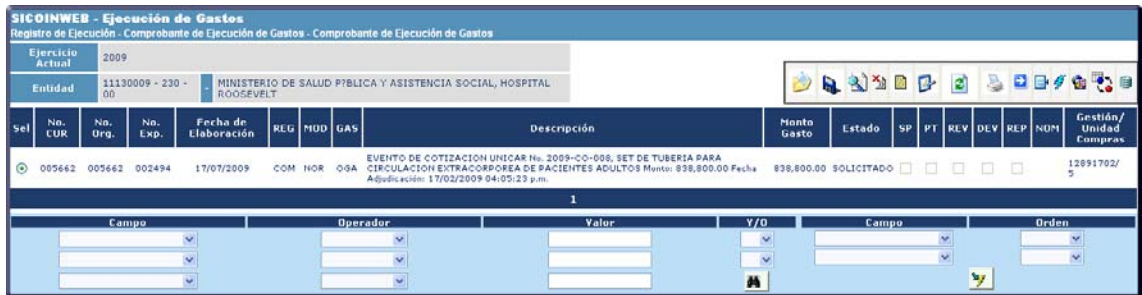 SICOINWEB - Ejecución de Gastos
Registro de Ejecución - Comprobante de Ejecución de Gastos - Comprobante de Ejecución de Gastos
Ejercicio Actual 2009
Entidad 11130009 - 230 - 00 - MINISTERIO DE SALUD P?BLICA Y ASISTENCIA SOCIAL, HOSPITAL ROOSEVELT
Sel No. CUR No. Org. No. Exp. Fecha de Elaboración REG MOD GAS Descripción Monto Gasto Estado SP PT REV DEV REP NOM Gestión/ Unidad Compras
005662 005662 002494 17/07/2009 COM NOR OGA EVENTO DE COTIZACION UNICAR No. 2009-CO-008, SET DE TUBERIA PARA
CIRCULACION EXTRACORPOREA DE PACIENTES ADULTOS Monto: 838,800.00 Fecha
Adjudicación: 17/02/2009 04:05:23 p.m.
838,800.00 SOLICITADO 12891702/ 5
1
Campo Operador Valor Y/O Campo Orden